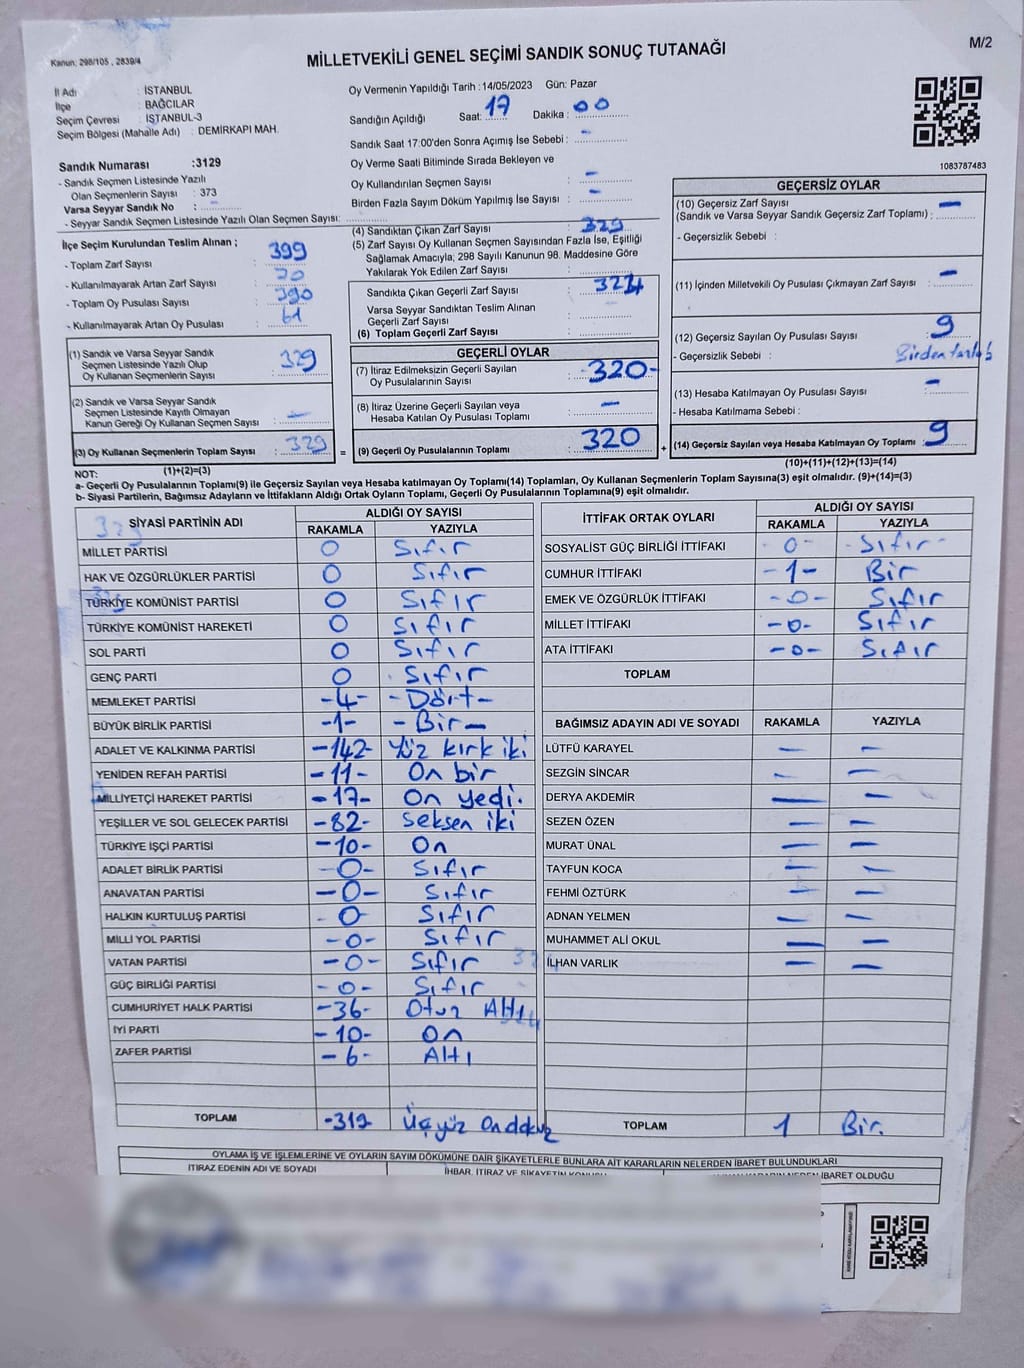 Kanun: 298/105 , 2839/4
MİLLETVEKİLİ GENEL SEÇİMİ SANDIK SONUÇ TUTANAĞI
M/2
İl Adı : İSTANBUL
İlçe : BAĞCILAR
Seçim Çevresi : İSTANBUL-3
Seçim Bölgesi (Mahalle Adı) : DEMİRKAPI MAH.
Sandık Numarası :3129
- Sandık Seçmen Listesinde Yazılı
Olan Seçmenlerin Sayısı : 373
Varsa Seyyar Sandık No : -
- Seyyar Sandık Seçmen Listesinde Yazılı Olan Seçmen Sayısı:
Oy Vermenin Yapıldığı Tarih :14/05/2023 Gün: Pazar
Sandığın Açıldığı Saat: 17 Dakika : 00
Sandık Saat 17:00'den Sonra Açımış İse Sebebi : -
Oy Verme Saati Bitiminde Sırada Bekleyen ve
Oy Kullandırılan Seçmen Sayısı : -
Birden Fazla Sayım Döküm Yapılmış İse Sayısı : -
1083787483
İlçe Seçim Kurulundan Teslim Alınan ;
- Toplam Zarf Sayısı : 399
- Kullanılmayarak Artan Zarf Sayısı : 70
- Toplam Oy Pusulası Sayısı : 390
- Kullanılmayarak Artan Oy Pusulası : 61
(4) Sandıktan Çıkan Zarf Sayısı : 329
(5) Zarf Sayısı Oy Kullanan Seçmen Sayısından Fazla İse, Eşitliği
Sağlamak Amacıyla; 298 Sayılı Kanunun 98. Maddesine Göre
Yakılarak Yok Edilen Zarf Sayısı :
Sandıkta Çıkan Geçerli Zarf Sayısı :
Varsa Seyyar Sandıktan Teslim Alınan
Geçerli Zarf Sayısı :
(6) Toplam Geçerli Zarf Sayısı :
GEÇERSİZ OYLAR
(10) Geçersiz Zarf Sayısı
(Sandık ve Varsa Seyyar Sandık Geçersiz Zarf Toplamı) : -
- Geçersizlik Sebebi :
(11) İçinden Milletvekili Oy Pusulası Çıkmayan Zarf Sayısı : -
(12) Geçersiz Sayılan Oy Pusulası Sayısı : 9
- Geçersizlik Sebebi : Birden
(13) Hesaba Katılmayan Oy Pusulası Sayısı : -
- Hesaba Katılmama Sebebi :
(14) Geçersiz Sayılan veya Hesaba Katılmayan Oy Toplamı : 9
(10)+(11)+(12)+(13)=(14)
(1) Sandık ve Varsa Seyyar Sandık
Seçmen Listesinde Yazılı Olup
Oy Kullanan Seçmenlerin Sayısı : 329
(2) Sandık ve Varsa Seyyar Sandık
Seçmen Listesinde Kayıtlı Olmayan
Kanun Gereği Oy Kullanan Seçmen Sayısı : -
(3) Oy Kullanan Seçmenlerin Toplam Sayısı : 329 =
GEÇERLİ OYLAR
(7) İtiraz Edilmeksizin Geçerli Sayılan
Oy Pusulalarının Sayısı : -320-
(8) İtiraz Üzerine Geçerli Sayılan veya
Hesaba Katılan Oy Pusulası Toplamı : -
(9) Geçerli Oy Pusulalarının Toplamı : 320 +
NOT: (1)+(2)=(3)
a- Geçerli Oy Pusulalarının Toplamı(9) ile Geçersiz Sayılan veya Hesaba katılmayan Oy Toplamı(14) Toplamları, Oy Kullanan Seçmenlerin Toplam Sayısına(3) eşit olmalıdır. (9)+(14)=(3)
b- Siyasi Partilerin, Bağımsız Adayların ve İttifakların Aldığı Ortak Oyların Toplamı, Geçerli Oy Pusulalarının Toplamına(9) eşit olmalıdır.
SİYASİ PARTİNİN ADI ALDIĞI OY SAYISI
RAKAMLA YAZIYLA
MİLLET PARTİSİ 0 Sıfır
HAK VE ÖZGÜRLÜKLER PARTİSİ 0 Sıfır
TÜRKİYE KOMÜNİST PARTİSİ 0 Sıfır
TÜRKİYE KOMÜNİST HAREKETİ 0 Sıfır
SOL PARTİ 0 Sıfır
GENÇ PARTİ 0 Sıfır
MEMLEKET PARTİSİ -4- -Dört-
BÜYÜK BİRLİK PARTİSİ -1- -Bir-
ADALET VE KALKINMA PARTİSİ -142- Yüz kırk iki
YENİDEN REFAH PARTİSİ -11- On bir
MİLLİYETÇİ HAREKET PARTİSİ -17- On yedi.
YEŞİLLER VE SOL GELECEK PARTİSİ -82- Seksen iki
TÜRKİYE İŞÇİ PARTİSİ -10- On
ADALET BİRLİK PARTİSİ -0- Sıfır
ANAVATAN PARTİSİ -0- Sıfır
HALKIN KURTULUŞ PARTİSİ -0- Sıfır
MİLLİ YOL PARTİSİ -0- Sıfır
VATAN PARTİSİ -0- Sıfır
GÜÇ BİRLİĞİ PARTİSİ -0- Sıfır
CUMHURİYET HALK PARTİSİ -36- Otuz Altı
İYİ PARTİ -10- On
ZAFER PARTİSİ -6- Altı
TOPLAM -319 Üçyüz
İTTİFAK ORTAK OYLARI ALDIĞI OY SAYISI
RAKAMLA YAZIYLA
SOSYALİST GÜÇ BİRLİĞİ İTTİFAKI -0- -Sıfır-
CUMHUR İTTİFAKI -1- Bir
EMEK VE ÖZGÜRLÜK İTTİFAKI -0- Sıfır
MİLLET İTTİFAKI -0- Sıfır
ATA İTTİFAKI -0- Sıfır
TOPLAM
BAĞIMSIZ ADAYIN ADI VE SOYADI RAKAMLA YAZIYLA
LÜTFÜ KARAYEL - -
SEZGİN SİNCAR - -
DERYA AKDEMİR - -
SEZEN ÖZEN - -
MURAT ÜNAL - -
TAYFUN KOCA - -
FEHMİ ÖZTÜRK - -
ADNAN YELMEN - -
MUHAMMET ALİ OKUL - -
İLHAN VARLIK - -
TOPLAM 1 Bir.
OYLAMA İŞ VE İŞLEMLERİNE VE OYLARIN SAYIM DÖKÜMÜNE DAİR ŞİKAYETLERLE BUNLARA AİT KARARLARIN NELERDEN İBARET BULUNDUKLARI
İTİRAZ EDENİN ADI VE SOYADI İHBAR, İTİRAZ VE ŞİKAYETİN KONUSU İBARET OLDUĞU